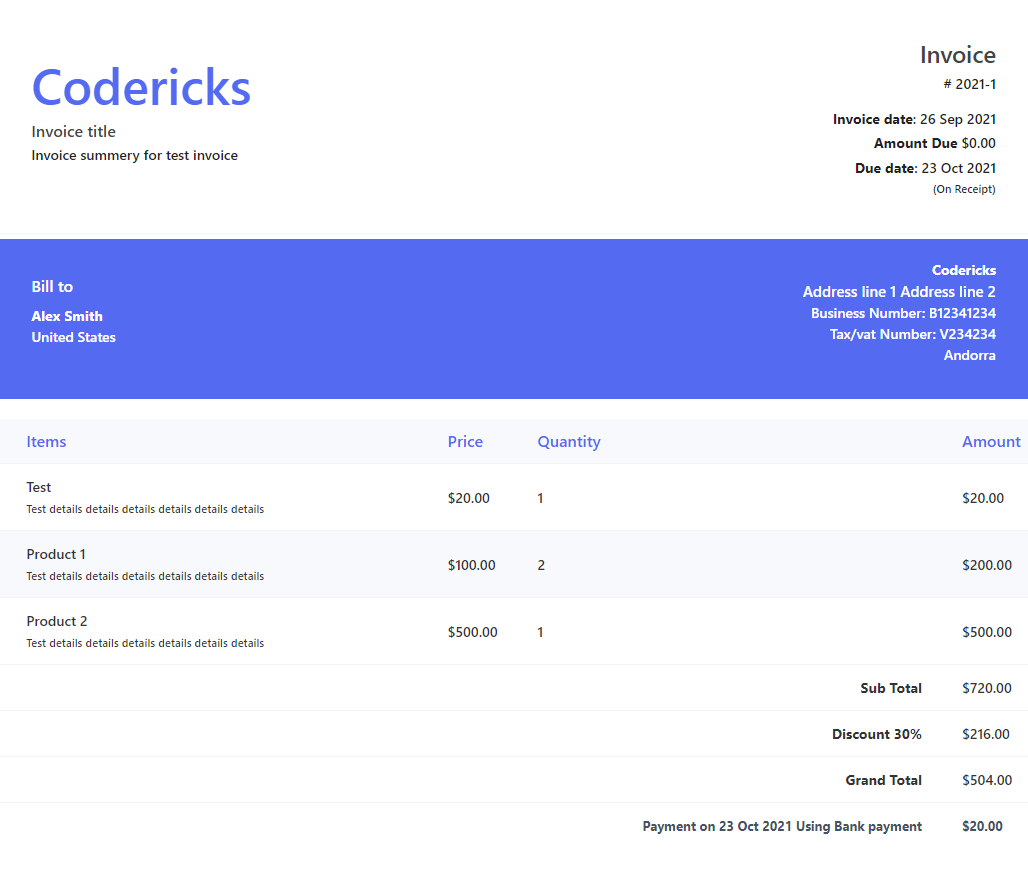 Codericks
Invoice title
Invoice summery for test invoice
Invoice
# 2021-1
Invoice date: 26 Sep 2021
Amount Due $0.00
Due date: 23 Oct 2021
(On Receipt)
Bill to
Alex Smith
United States
Codericks
Address line 1 Address line 2
Business Number: B12341234
Tax/vat Number: V234234
Andorra
Items Price Quantity Amount
Test
Test details details details details details details
$20.00 1 $20.00
Product 1
Test details details details details details details
$100.00 2 $200.00
Product 2
Test details details details details details details
$500.00 1 $500.00
Sub Total $720.00
Discount 30% $216.00
Grand Total $504.00
Payment on 23 Oct 2021 Using Bank payment $20.00